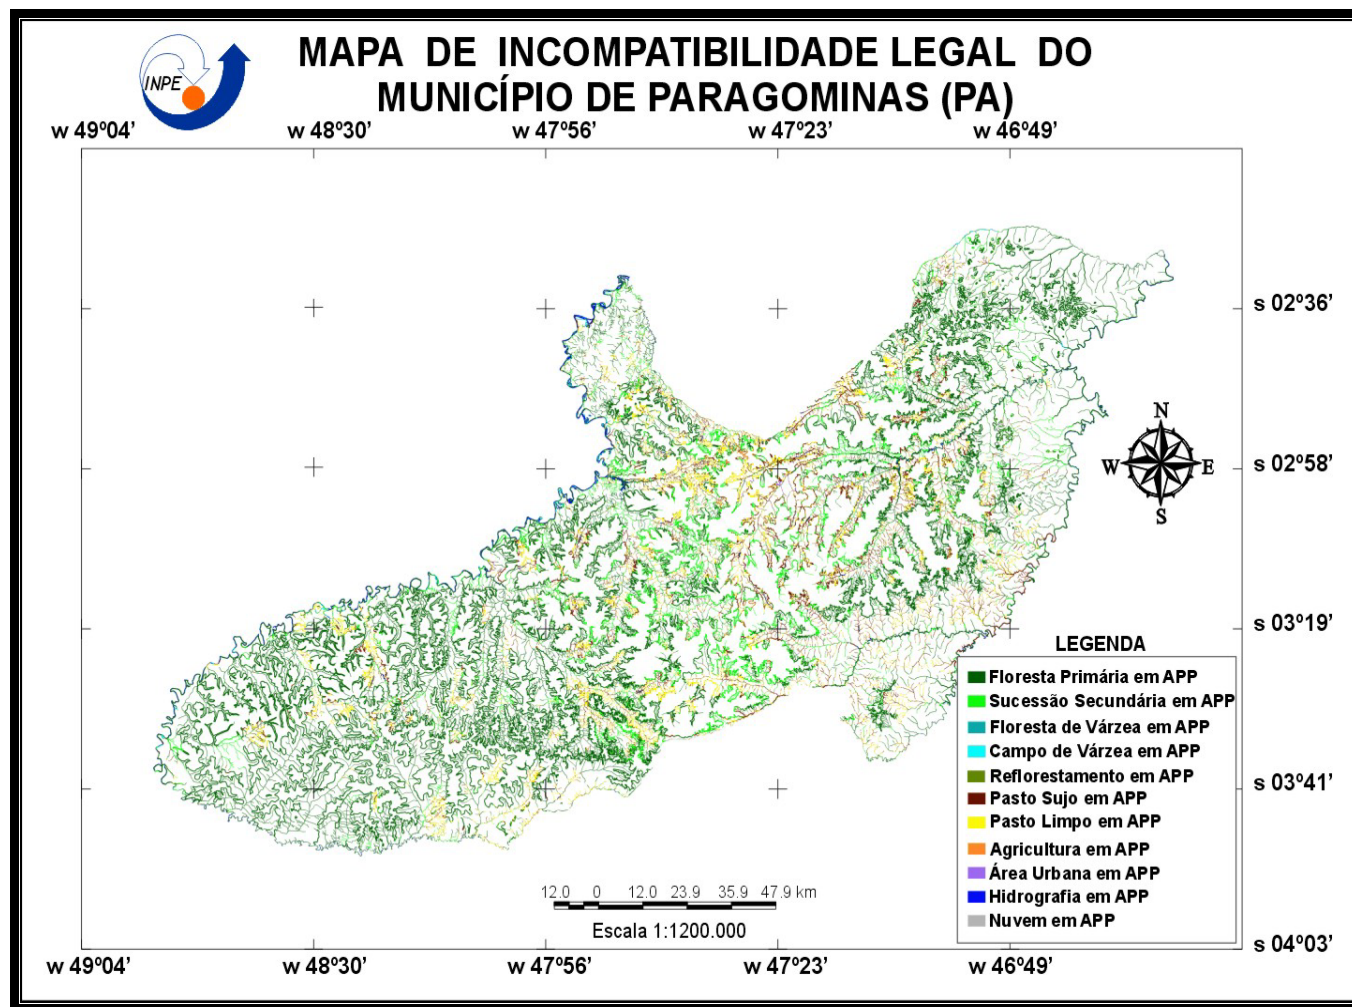 MAPA DE INCOMPATIBILIDADE LEGAL DO
MUNICÍPIO DE PARAGOMINAS (PA)
INPE
w 49º04’ w 48º30’ w 47º56’ w 47º23’ w 46º49’
s 02º36’
N
W E
S
s 02º58’
s 03º19’
s 03º41’
s 04º03’
LEGENDA
Floresta Primária em APP
Sucessão Secundária em APP
Floresta de Várzea em APP
Campo de Várzea em APP
Reflorestamento em APP
Pasto Sujo em APP
Pasto Limpo em APP
Agricultura em APP
Área Urbana em APP
Hidrografia em APP
Nuvem em APP
12.0 0 12.0 23.9 35.9 47.9 km
Escala 1:1200.000
w 49º04’ w 48º30’ w 47º56’ w 47º23’ w 46º49’